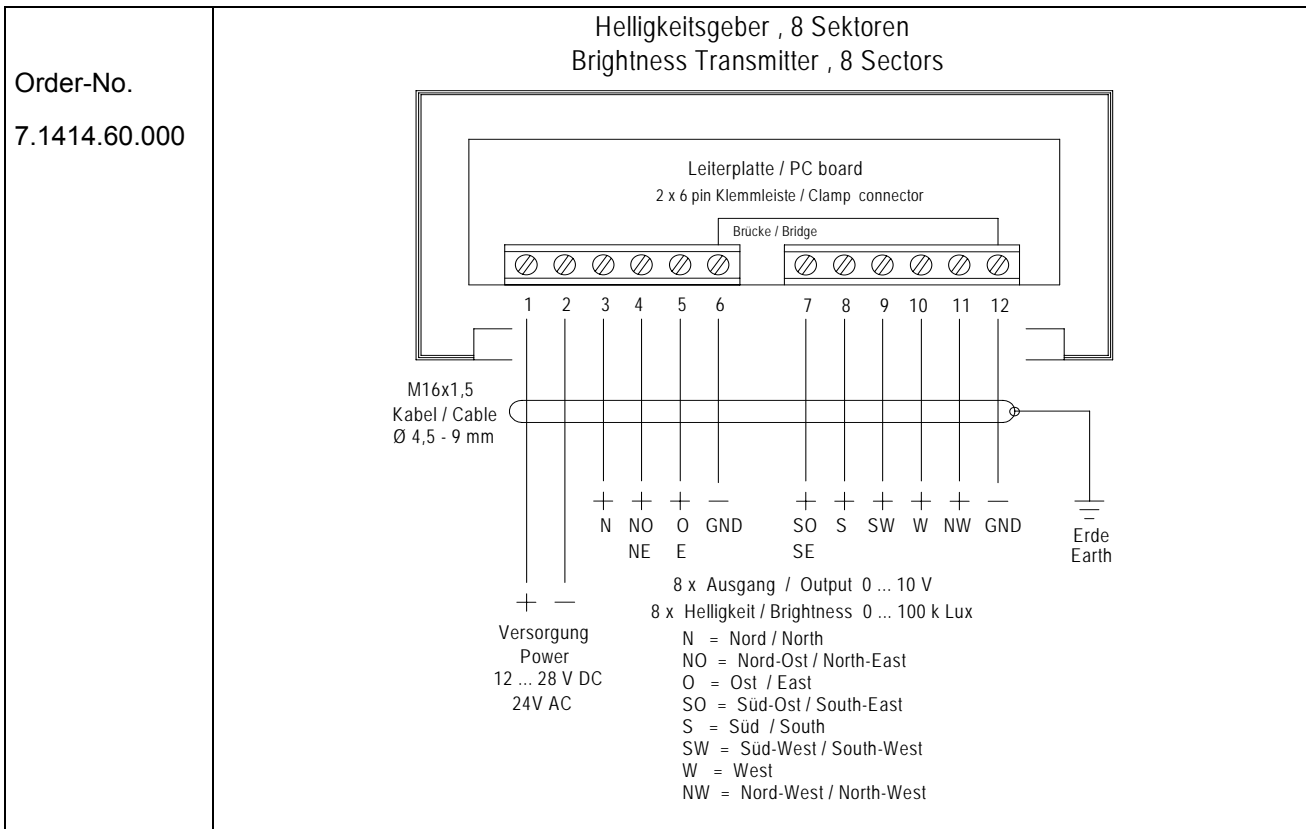 Order-No.
7.1414.60.000
Helligkeitsgeber , 8 Sektoren
Brightness Transmitter , 8 Sectors
Leiterplatte / PC board
2 x 6 pin Klemmleiste / Clamp connector
Brücke / Bridge
1 2 3 4 5 6 7 8 9 10 11 12
M16x1,5
Kabel / Cable
Ø 4,5 - 9 mm
+ + + − + + + + + −
N NO O GND SO S SW W NW GND
NE E SE
Erde
Earth
+ −
Versorgung
Power
12 ... 28 V DC
24V AC
8 x Ausgang / Output 0 ... 10 V
8 x Helligkeit / Brightness 0 ... 100 k Lux
N = Nord / North
NO = Nord-Ost / North-East
O = Ost / East
SO = Süd-Ost / South-East
S = Süd / South
SW = Süd-West / South-West
W = West
NW = Nord-West / North-West